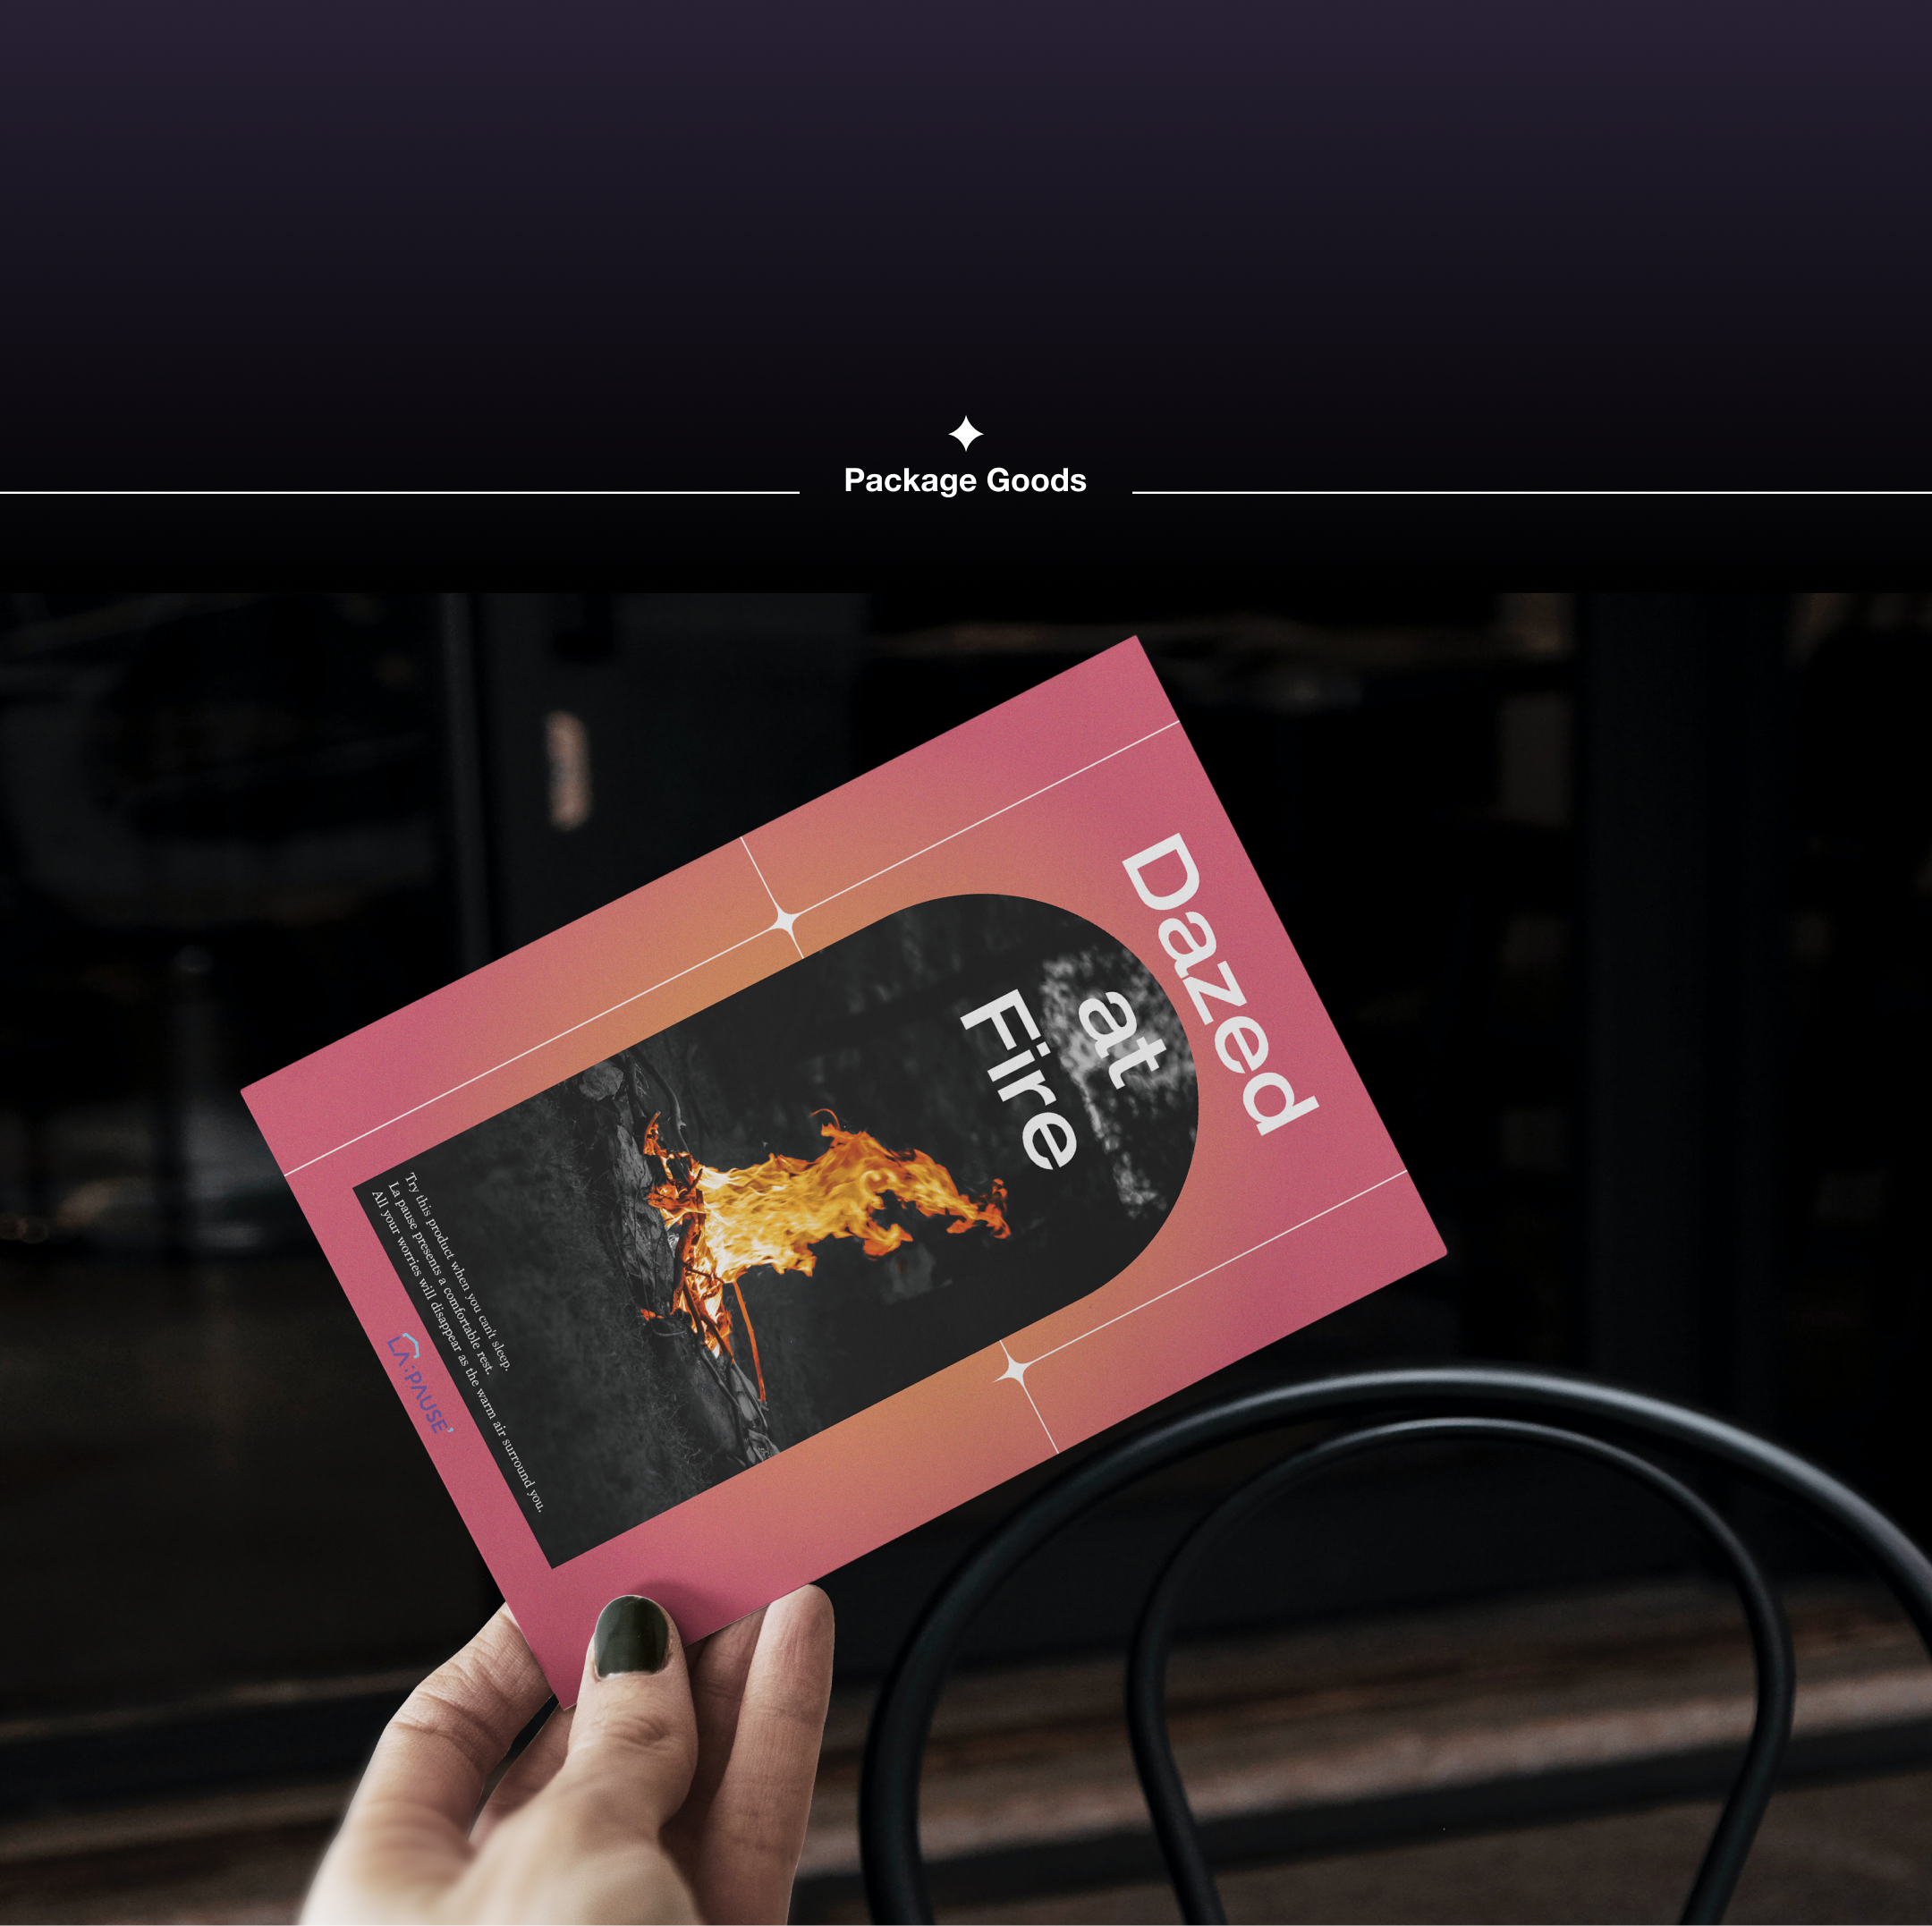 Package Goods
Dazed
at
Fire
Try this product when you can't sleep.
La pause presents a comfortable rest.
All your worries will disappear as the warm air surround you.
LA:PAUSE'